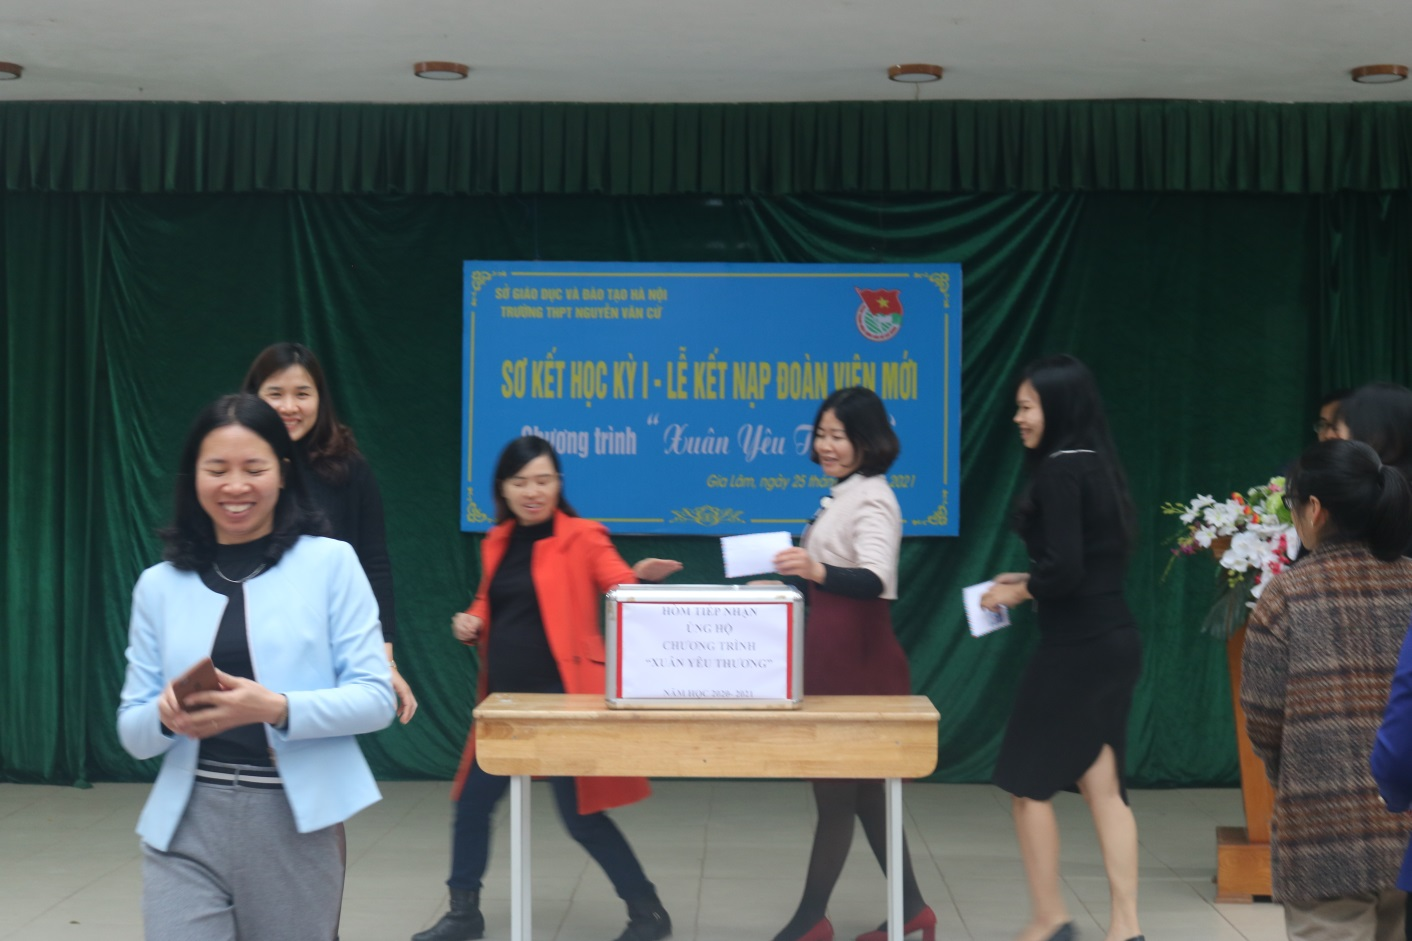 SỞ GIÁO DỤC VÀ ĐÀO TẠO HÀ NỘI
TRƯỜNG THPT NGUYỄN VĂN CỪ
SƠ KẾT HỌC KỲ I - LỄ KẾT NẠP ĐOÀN VIÊN MỚI
Chương trình "Xuân Yêu
Gia Lâm, ngày 25 2021
HÒM TIẾP NHẬN
ỦNG HỘ
CHƯƠNG TRÌNH
"XUÂN YÊU THƯƠNG"
NĂM HỌC 2020- 2021